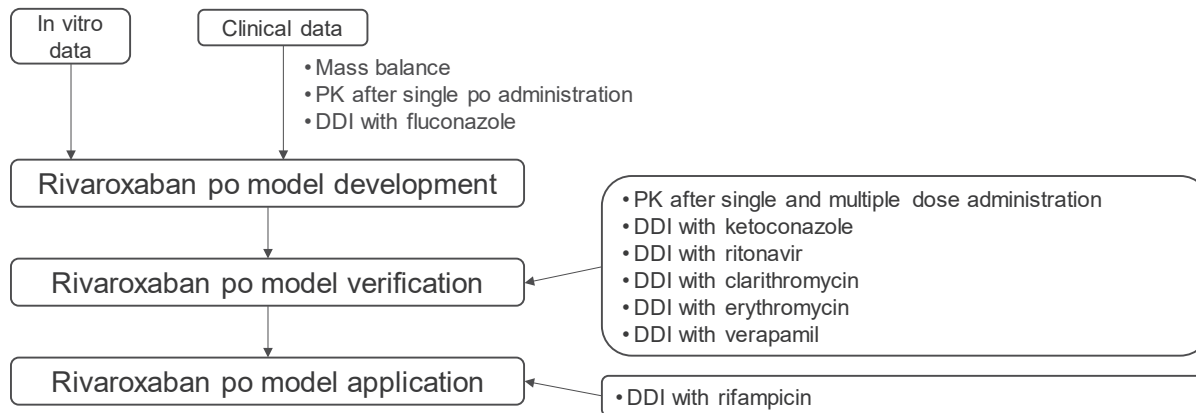 In vitro
data
Clinical data
• Mass balance
• PK after single po administration
• DDI with fluconazole
Rivaroxaban po model development
• PK after single and multiple dose administration
• DDI with ketoconazole
• DDI with ritonavir
• DDI with clarithromycin
• DDI with erythromycin
• DDI with verapamil
Rivaroxaban po model verification
Rivaroxaban po model application
• DDI with rifampicin